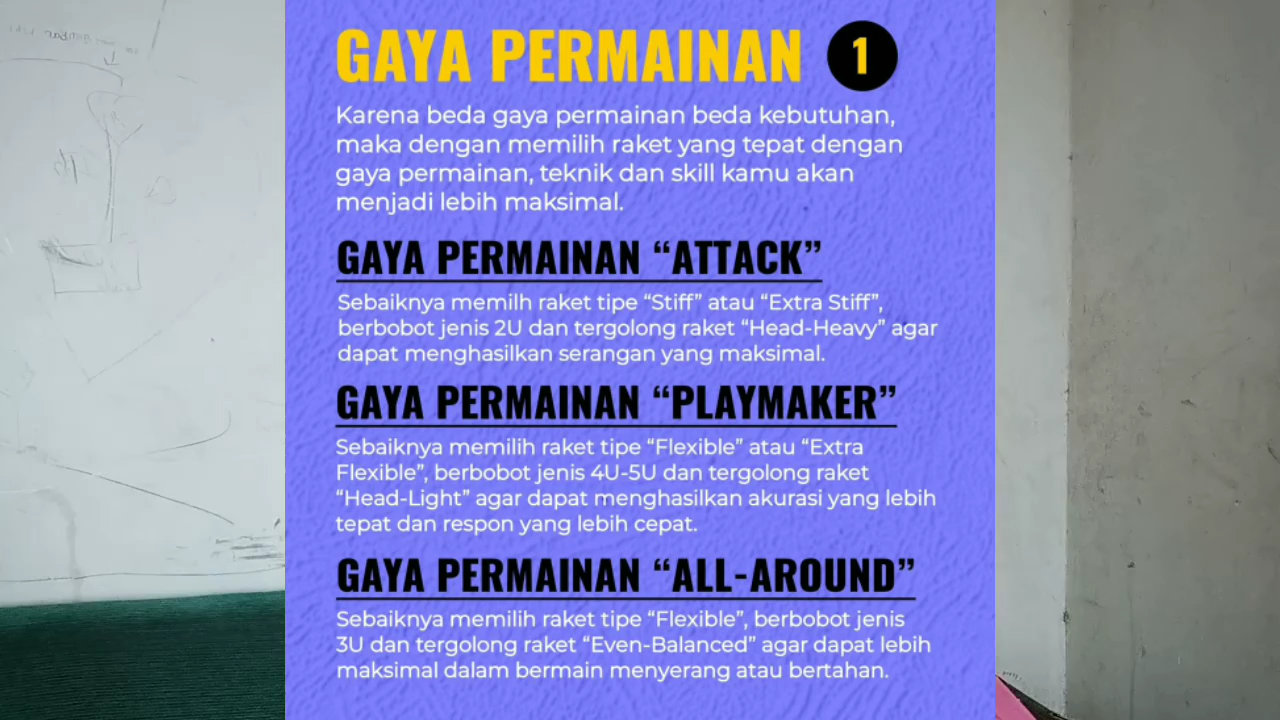 GAYA PERMAINAN 1
Karena beda gaya permainan beda kebutuhan,
maka dengan memilih raket yang tepat dengan
gaya permainan, teknik dan skill kamu akan
menjadi lebih maksimal.
GAYA PERMAINAN “ATTACK”
Sebaiknya memilh raket tipe “Stiff” atau “Extra Stiff”,
berbobot jenis 2U dan tergolong raket “Head-Heavy” agar
dapat menghasilkan serangan yang maksimal.
GAYA PERMAINAN “PLAYMAKER”
Sebaiknya memilih raket tipe “Flexible” atau “Extra
Flexible”, berbobot jenis 4U-5U dan tergolong raket
“Head-Light” agar dapat menghasilkan akurasi yang lebih
tepat dan respon yang lebih cepat.
GAYA PERMAINAN “ALL-AROUND”
Sebaiknya memilih raket tipe “Flexible”, berbobot jenis
3U dan tergolong raket “Even-Balanced” agar dapat lebih
maksimal dalam bermain menyerang atau bertahan.